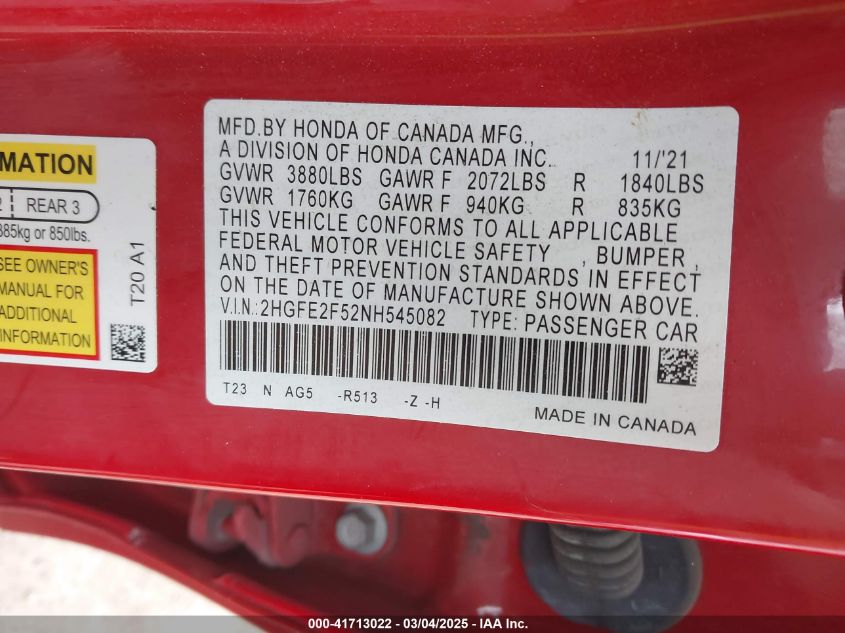 RMATION
2 REAR 3
385kg or 850lbs.
SEE OWNER'S
MANUAL FOR
ADDITIONAL
INFORMATION
T20 A1
MFD.BY HONDA OF CANADA MFG.,
A DIVISION OF HONDA CANADA INC. 11/'21
GVWR 3880LBS GAWR F 2072LBS R 1840LBS
GVWR 1760KG GAWR F 940KG R 835KG
THIS VEHICLE CONFORMS TO ALL APPLICABLE
FEDERAL MOTOR VEHICLE SAFETY , BUMPER ,
AND THEFT PREVENTION STANDARDS IN EFFECT
ON THE DATE OF MANUFACTURE SHOWN ABOVE.
V.I.N: 2HGFE2F52NH545082 TYPE: PASSENGER CAR
T23 N AG5 -R513 -Z -H
MADE IN CANADA
000-41713022 - 03/04/2025 - IAA Inc.